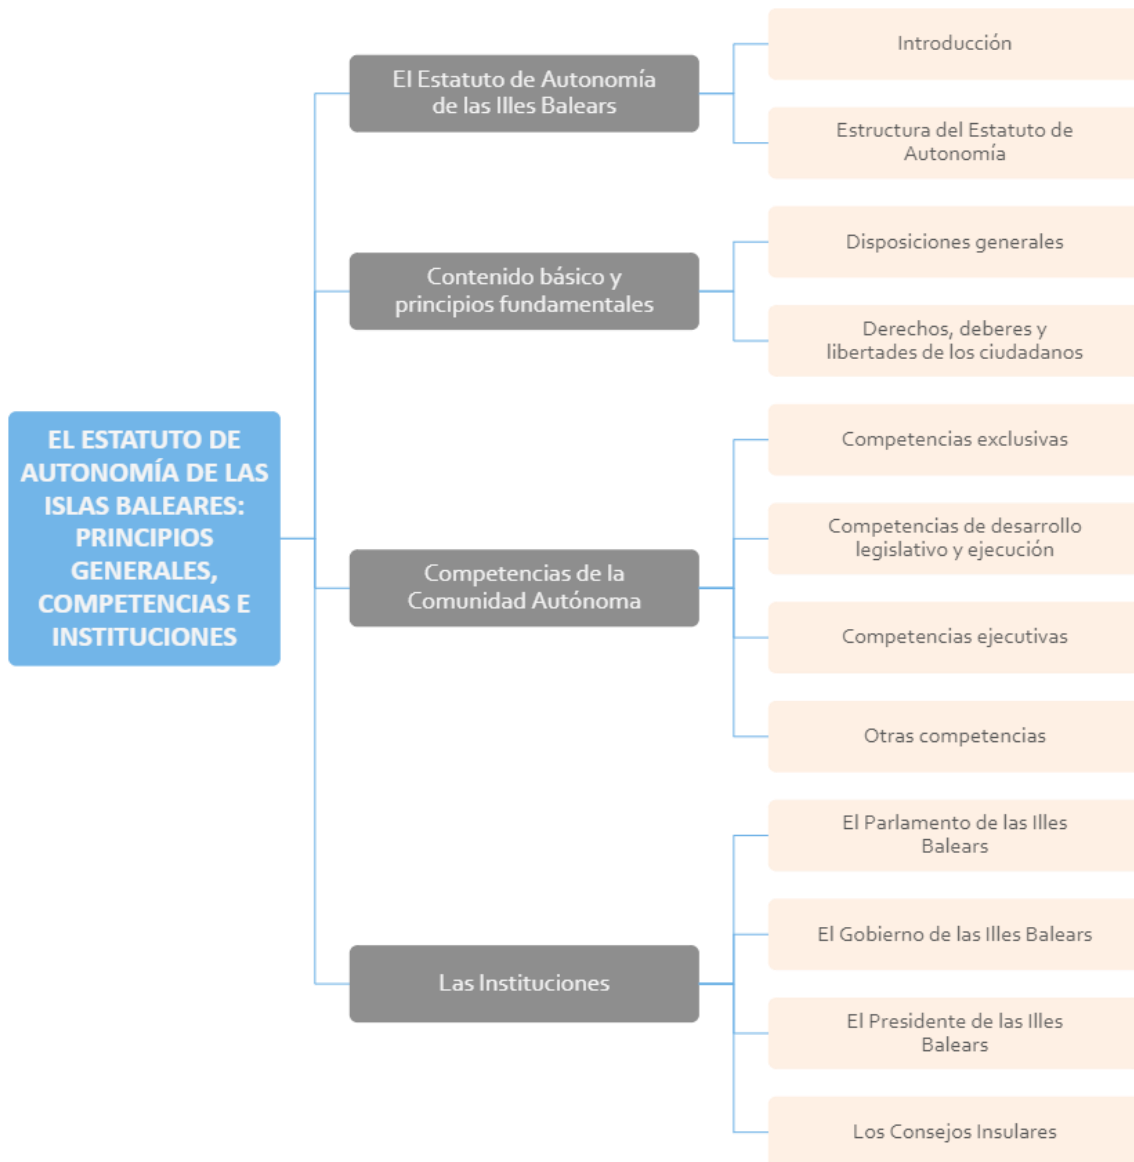 EL ESTATUTO DE
AUTONOMÍA DE LAS
ISLAS BALEARES:
PRINCIPIOS
GENERALES,
COMPETENCIAS E
INSTITUCIONES
El Estatuto de Autonomía
de las Illes Balears
Introducción
Estructura del Estatuto de
Autonomía
Contenido básico y
principios fundamentales
Disposiciones generales
Derechos, deberes y
libertades de los ciudadanos
Competencias de la
Comunidad Autónoma
Competencias exclusivas
Competencias de desarrollo
legislativo y ejecución
Competencias ejecutivas
Otras competencias
Las Instituciones
El Parlamento de las Illes
Balears
El Gobierno de las Illes Balears
El Presidente de las Illes
Balears
Los Consejos Insulares